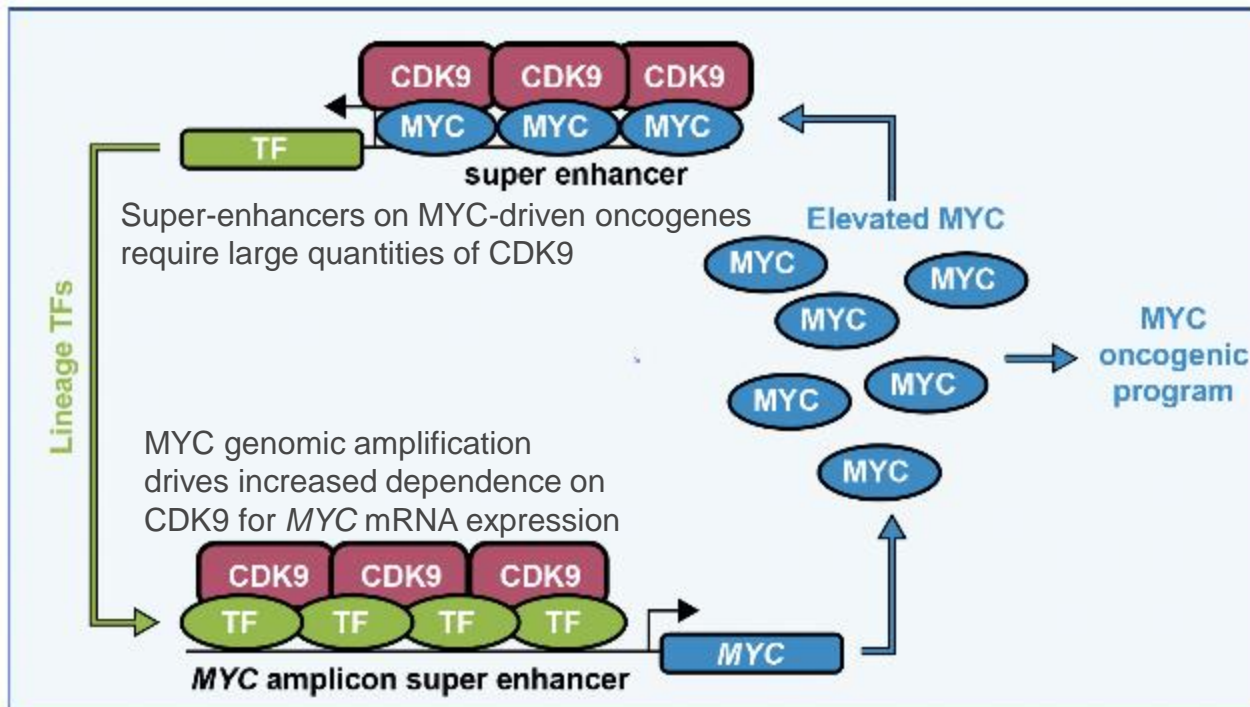 CDK9 CDK9 CDK9
MYC MYC MYC
TF
super enhancer
Super-enhancers on MYC-driven oncogenes
require large quantities of CDK9
Lineage TFs
Elevated MYC
MYC
MYC
MYC
MYC
MYC
MYC
MYC
oncogenic
program
MYC genomic amplification
drives increased dependence on
CDK9 for MYC mRNA expression
CDK9 CDK9 CDK9
TF TF TF TF
MYC
MYC amplicon super enhancer